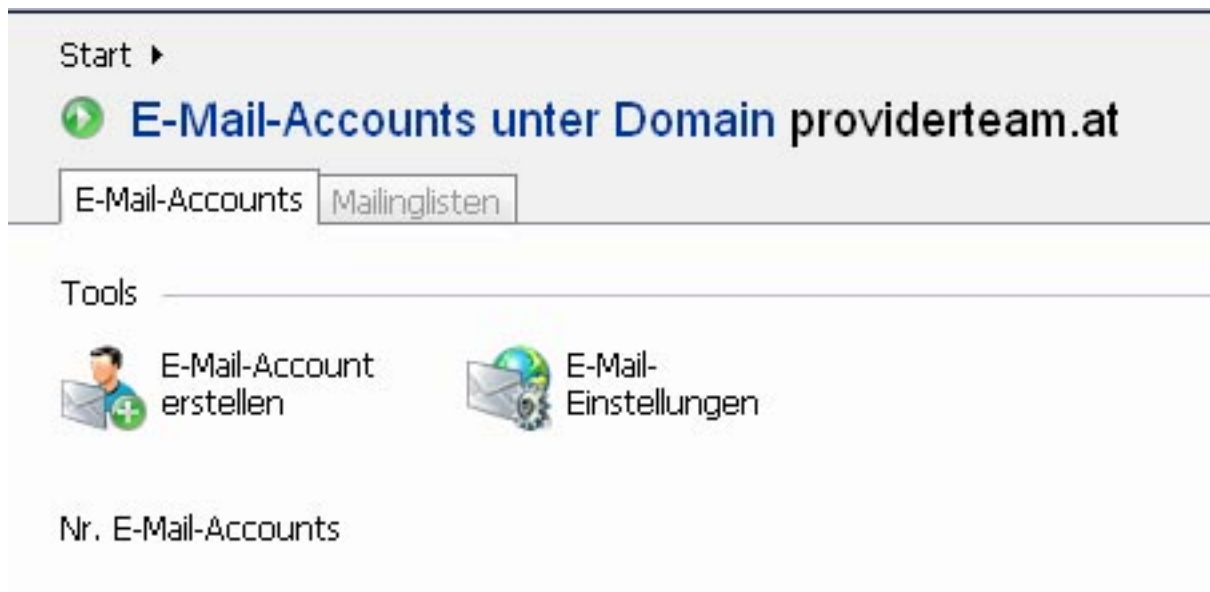 Start
E-Mail-Accounts unter Domain providerteam.at
E-Mail-Accounts Mailinglisten
Tools
E-Mail-Account
erstellen
E-Mail-
Einstellungen
Nr. E-Mail-Accounts